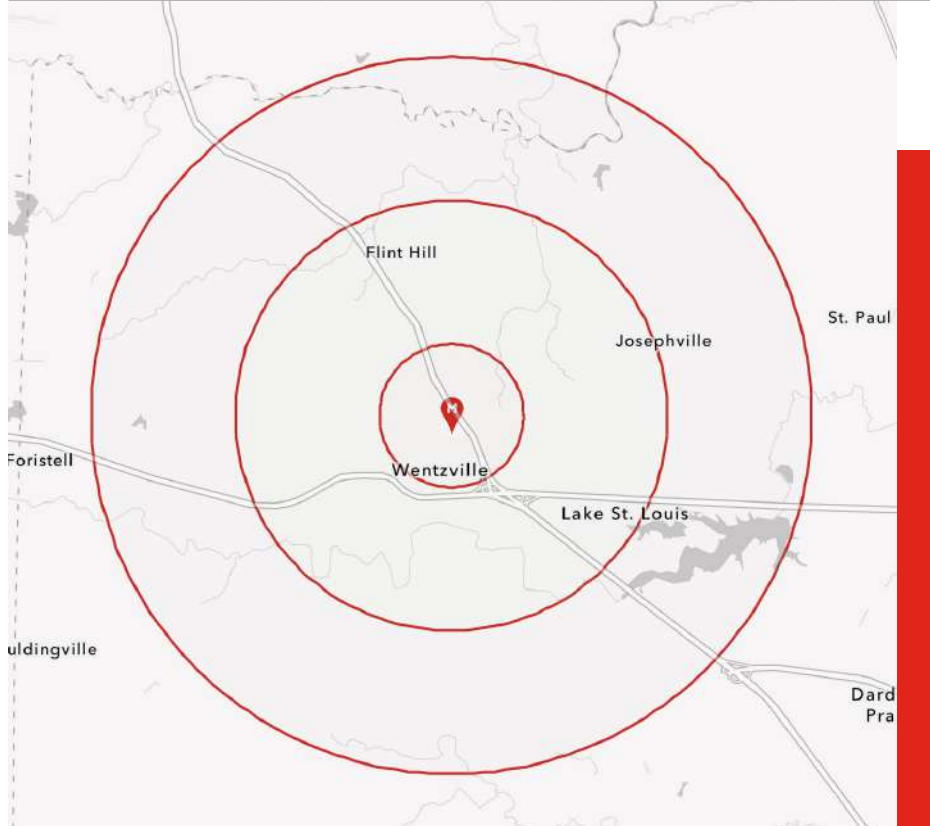 Flint Hill
St. Paul
Josephville
M
Foristell
Wentzville
Lake St. Louis
uldingville
Dard
Pra